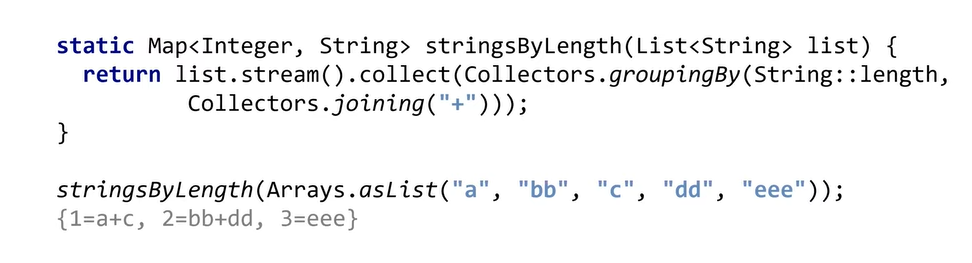 static Map<Integer, String> stringsByLength(List<String> list) {
return list.stream().collect(Collectors.groupingBy(String::length,
Collectors.joining("+")));
}
stringsByLength(Arrays.asList("a", "bb", "c", "dd", "eee"));
{1=a+c, 2=bb+dd, 3=eee}